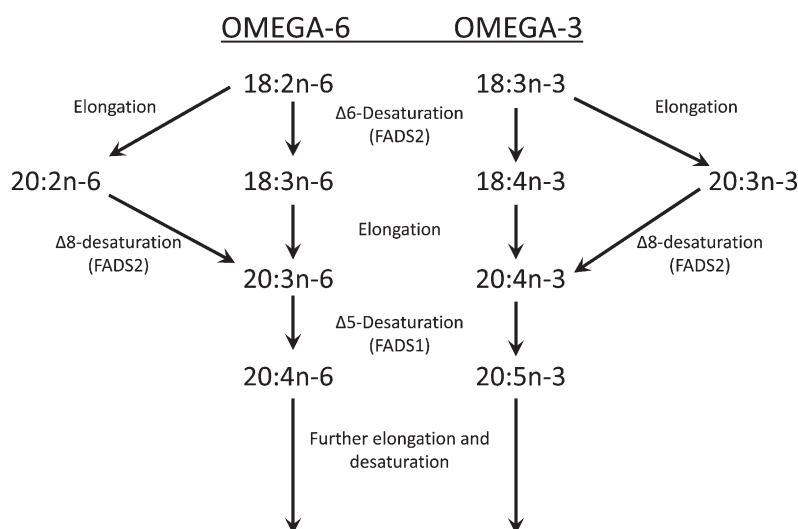 OMEGA-6 OMEGA-3
18:2n-6 18:3n-3
Elongation Δ6-Desaturation Elongation
(FADS2)
20:2n-6 18:3n-6 18:4n-3 20:3n-3
Δ8-desaturation Elongation Δ8-desaturation
(FADS2) (FADS2)
20:3n-6 20:4n-3
Δ5-Desaturation
(FADS1)
20:4n-6 20:5n-3
Further elongation and
desaturation